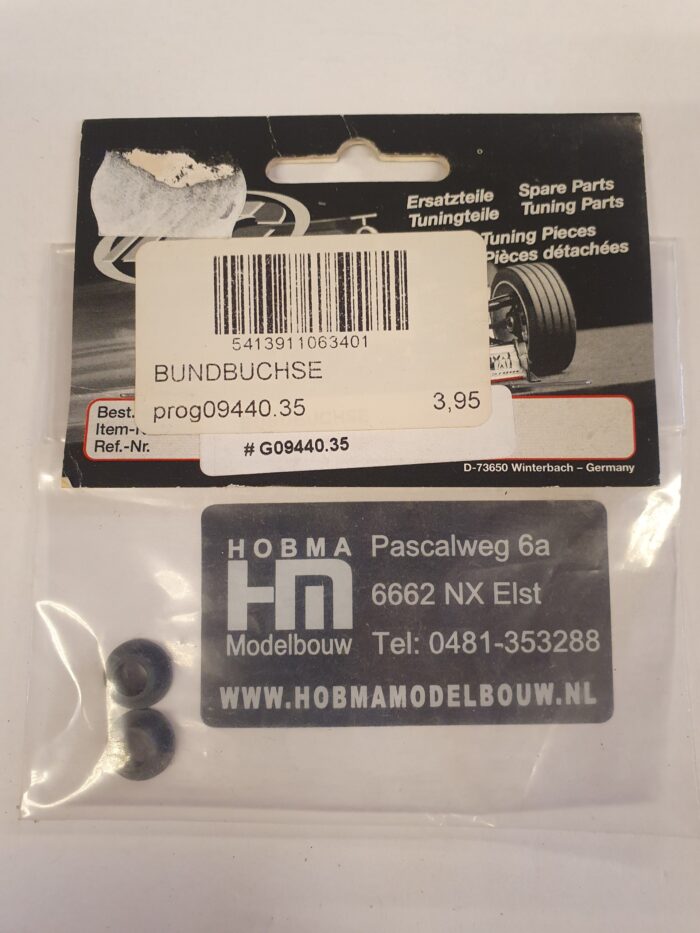 Ersatzteile
Tuningteile
Spare Parts
Tuning Parts
Tuning Pieces
Pièces détachées
5413911063401
BUNDBUCHSE
prog09440.35 3,95
Best.
Item-
Ref.-Nr.
# G09440.35
D-73650 Winterbach – Germany
HOBMA
HM
Modelbouw
Pascalweg 6a
6662 NX Elst
Tel: 0481-353288
WWW.HOBMAMODELBOUW.NL